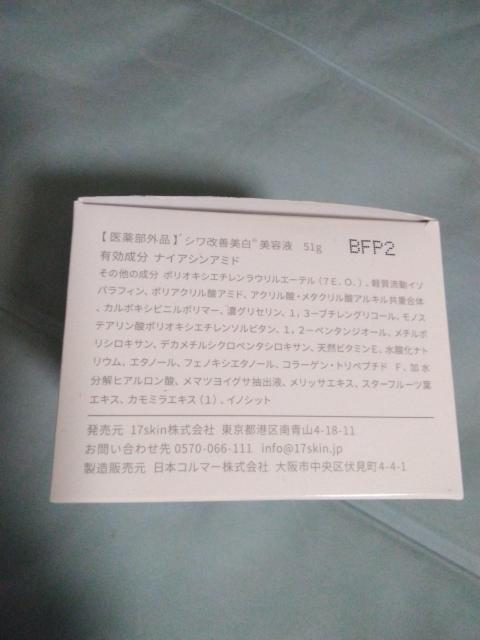 【医薬部外品】シワ改善美白※美容液 51g BFP2
有効成分 ナイアシンアミド
その他の成分 ポリオキシエチレンラウリルエーテル(7E.O.)、軽質流動イソ
パラフィン、ポリアクリル酸アミド、アクリル酸・メタクリル酸アルキル共重合体
、カルボキシビニルポリマー、濃グリセリン、1,3-ブチレングリコール、モノス
テアリン酸ポリオキシエチレンソルビタン、1,2-ペンタンジオール、メチルポ
リシロキサン、デカメチルシクロペンタシロキサン、天然ビタミンE、水酸化ナト
リウム、エタノール、フェノキシエタノール、コラーゲン・トリペプチド F、加水
分解ヒアルロン酸、メマツヨイグサ抽出液、メリッサエキス、スターフルーツ葉
エキス、カモミラエキス(1)、イノシット
発売元 17skin株式会社 東京都港区南青山4-18-11
お問い合わせ先 0570-066-111 info@17skin.jp
製造販売元 日本コルマー株式会社 大阪市中央区伏見町4-4-1